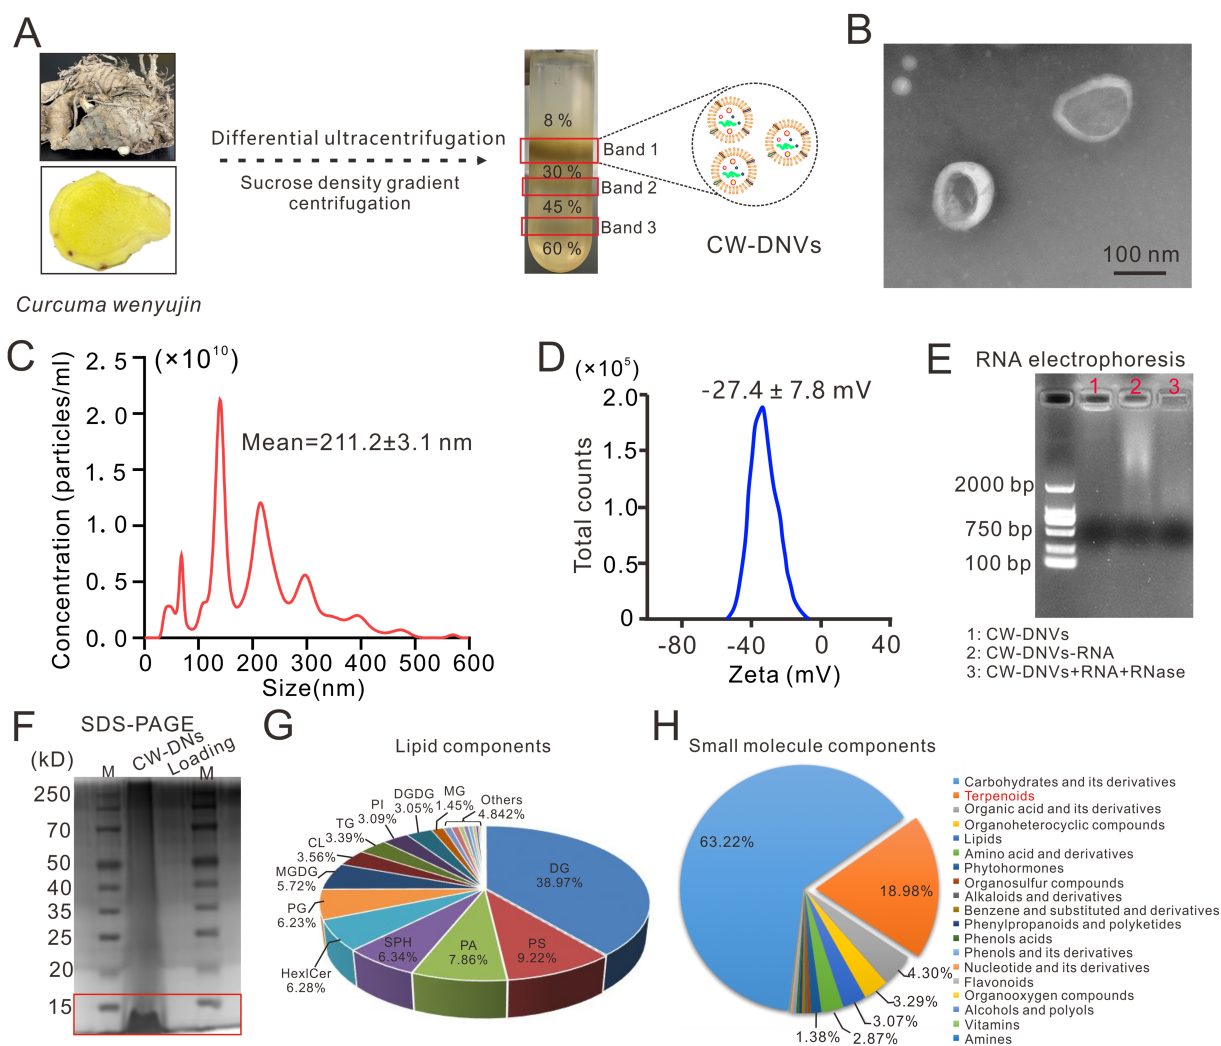 A
Differential ultracentrifugation
Sucrose density gradient
centrifugation
Curcuma wenyujin
8 %
30 %
45 %
60 %
Band 1
Band 2
Band 3
CW-DNVs
B
100 nm
C
Concentration (particles/ml)
(×10¹⁰)
2.5
2.0
1.5
1.0
0.5
0.0
Mean=211.2±3.1 nm
0 100 200 300 400 500 600
Size(nm)
D
(×10⁵)
-27.4 ± 7.8 mV
Total counts
2.0
1.5
1.0
0.5
0
-80 -40 0 40
Zeta (mV)
E
RNA electrophoresis
1 2 3
2000 bp
750 bp
100 bp
1: CW-DNVs
2: CW-DNVs-RNA
3: CW-DNVs+RNA+RNase
F
SDS-PAGE
(kD)
M
CW-DNs
Loading
M
250
70
50
40
35
25
20
15
G
Lipid components
DG
38.97%
PS
9.22%
PA
7.86%
SPH
6.34%
HexlCer
6.28%
PG
6.23%
MGDG
5.72%
CL
3.56%
TG
3.39%
PI
3.09%
DGDG
3.05%
MG
1.45%
Others
4.842%
H
Small molecule components
63.22%
18.98%
4.30%
3.29%
3.07%
2.87%
1.38%
Carbohydrates and its derivatives
Terpenoids
Organic acid and its derivatives
Organoheterocyclic compounds
Lipids
Amino acid and derivatives
Phytohormones
Organosulfur compounds
Alkaloids and derivatives
Benzene and substituted and derivatives
Phenylpropanoids and polyketides
Phenols acids
Phenols and its derivatives
Nucleotide and its derivatives
Flavonoids
Organooxygen compounds
Alcohols and polyols
Vitamins
Amines